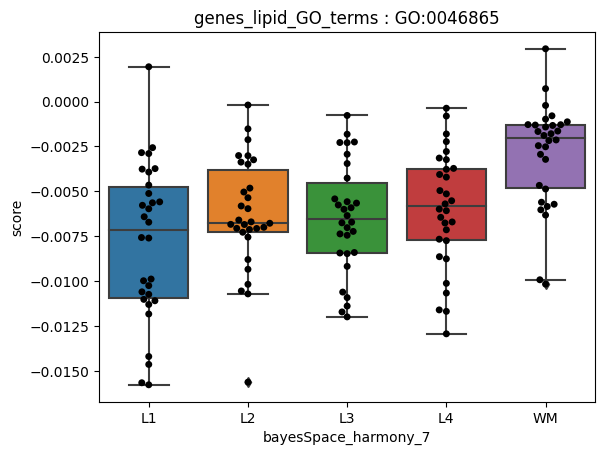 genes_lipid_GO_terms : GO:0046865
0.0025
0.0000
−0.0025
−0.0050
−0.0075
−0.0100
−0.0125
−0.0150
score
L1 L2 L3 L4 WM
bayesSpace_harmony_7